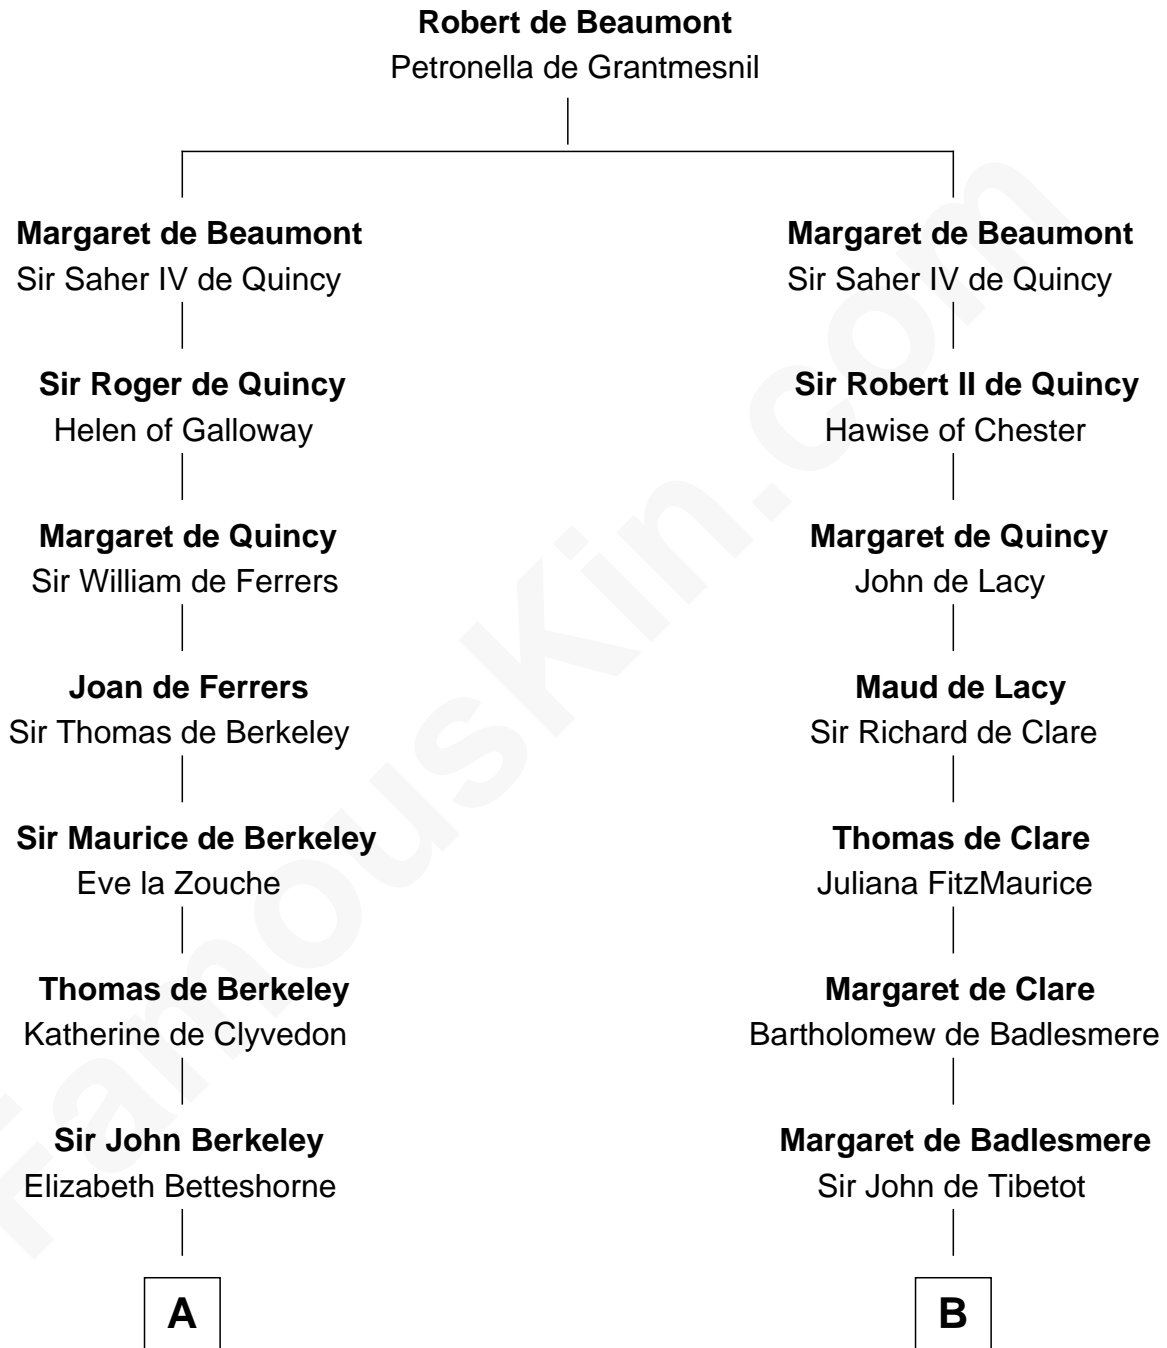 Robert de Beaumont
Petronella de Grantmesnil
Margaret de Beaumont
Sir Saher IV de Quincy
Sir Roger de Quincy
Helen of Galloway
Margaret de Quincy
Sir William de Ferrers
Joan de Ferrers
Sir Thomas de Berkeley
Sir Maurice de Berkeley
Eve la Zouche
Thomas de Berkeley
Katherine de Clyvedon
Sir John Berkeley
Elizabeth Betteshorne
A
Margaret de Beaumont
Sir Saher IV de Quincy
Sir Robert II de Quincy
Hawise of Chester
Margaret de Quincy
John de Lacy
Maud de Lacy
Sir Richard de Clare
Thomas de Clare
Juliana FitzMaurice
Margaret de Clare
Bartholomew de Badlesmere
Margaret de Badlesmere
Sir John de Tibetot
B
FamousKin.com